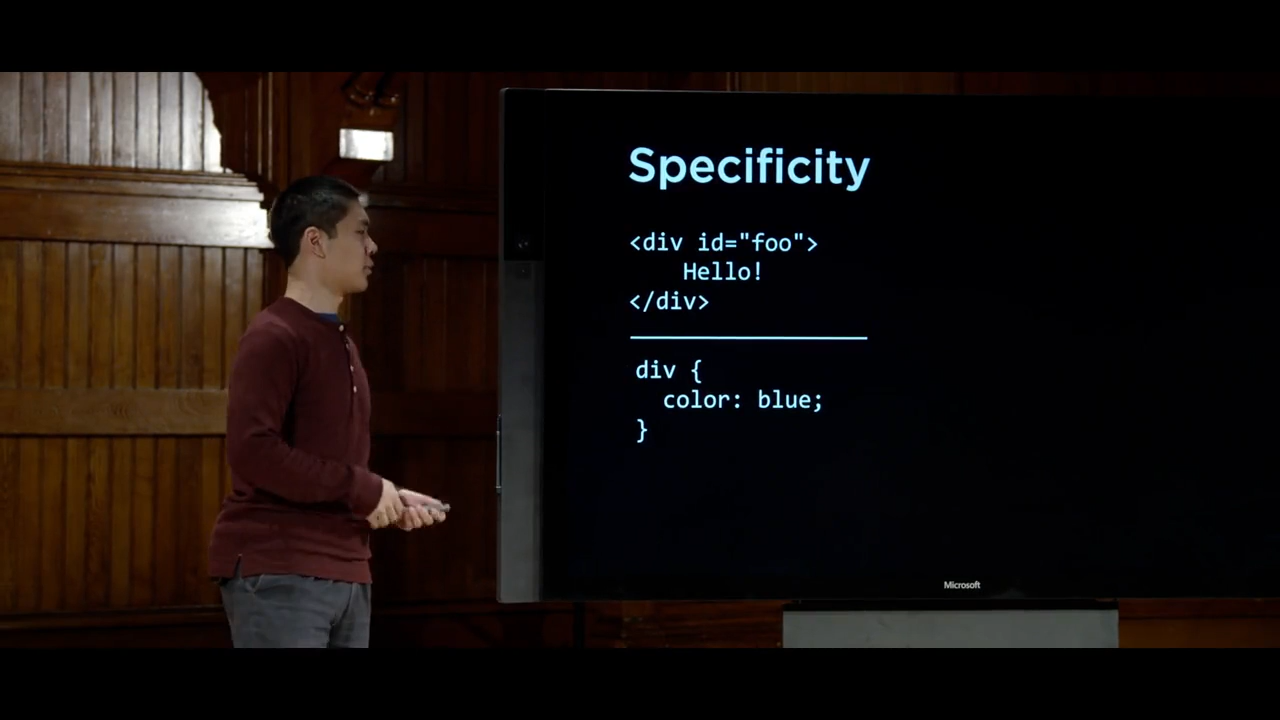 Specificity
<div id="foo">
    Hello!
</div>
div {
  color: blue;
}
Microsoft